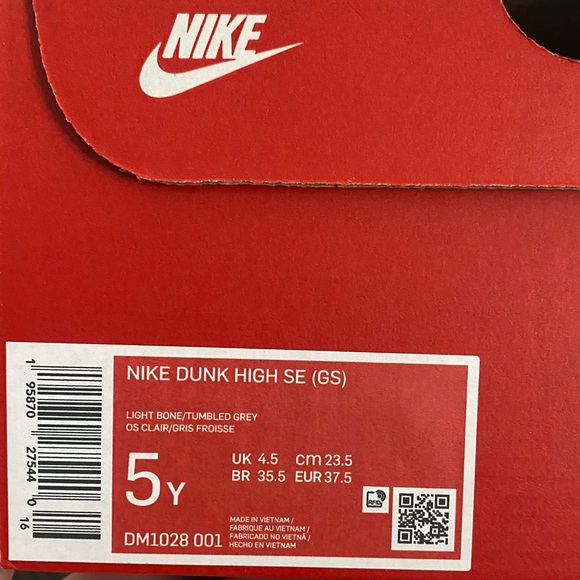 NIKE
NIKE DUNK HIGH SE (GS)
LIGHT BONE/TUMBLED GREY
OS CLAIR/GRIS FROISSE
5Y
UK 4.5 cm 23.5
BR 35.5 EUR 37.5
RFID
DM1028 001
MADE IN VIETNAM /
FABRIQUE AU VIETNAM /
FABRICADO NO VIETNÃ /
HECHO EN VIETNAM
1 95870 27544 0 16